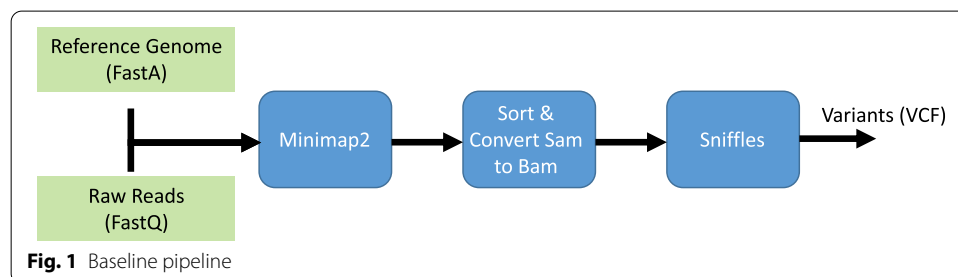 Reference Genome
(FastA)
Raw Reads
(FastQ)
Minimap2
Sort &
Convert Sam
to Bam
Sniffles
Variants (VCF)
Fig. 1 Baseline pipeline